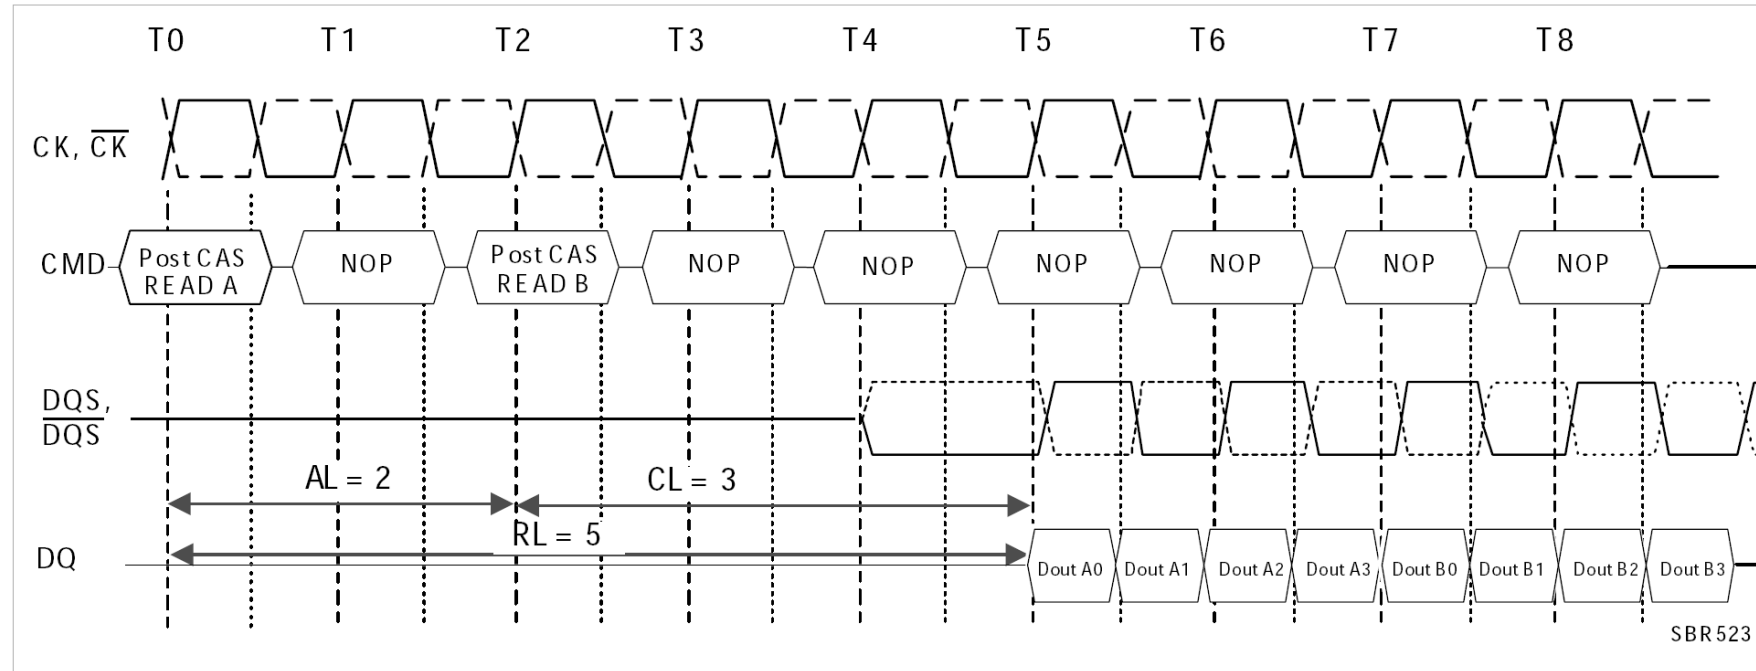 T0 T1 T2 T3 T4 T5 T6 T7 T8
CK, CK
CMD
Post CAS
READ A
NOP
Post CAS
READ B
NOP
NOP
NOP
NOP
NOP
NOP
DQS,
DQS
AL = 2
CL = 3
RL = 5
DQ
Dout A0 Dout A1 Dout A2 Dout A3 Dout B0 Dout B1 Dout B2 Dout B3
SBR523